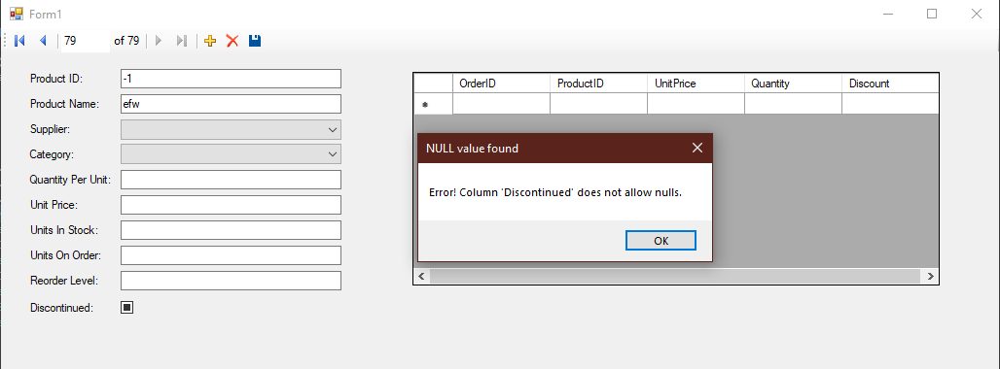 Form1
79 of 79
Product ID: -1
Product Name: efw
Supplier:
Category:
Quantity Per Unit:
Unit Price:
Units In Stock:
Units On Order:
Reorder Level:
Discontinued:
OrderID ProductID UnitPrice Quantity Discount
NULL value found
Error! Column 'Discontinued' does not allow nulls.
OK